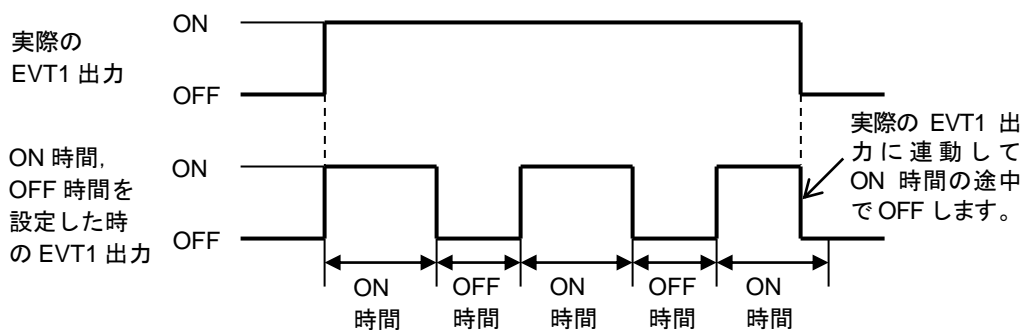 実際の
EVT1 出力
ON
OFF
ON 時間,
OFF 時間を
設定した時
の EVT1 出力
ON
OFF
実際の EVT1 出
力に連動して
ON 時間の途中
で OFF します。
ON
時間
OFF
時間
ON
時間
OFF
時間
ON
時間